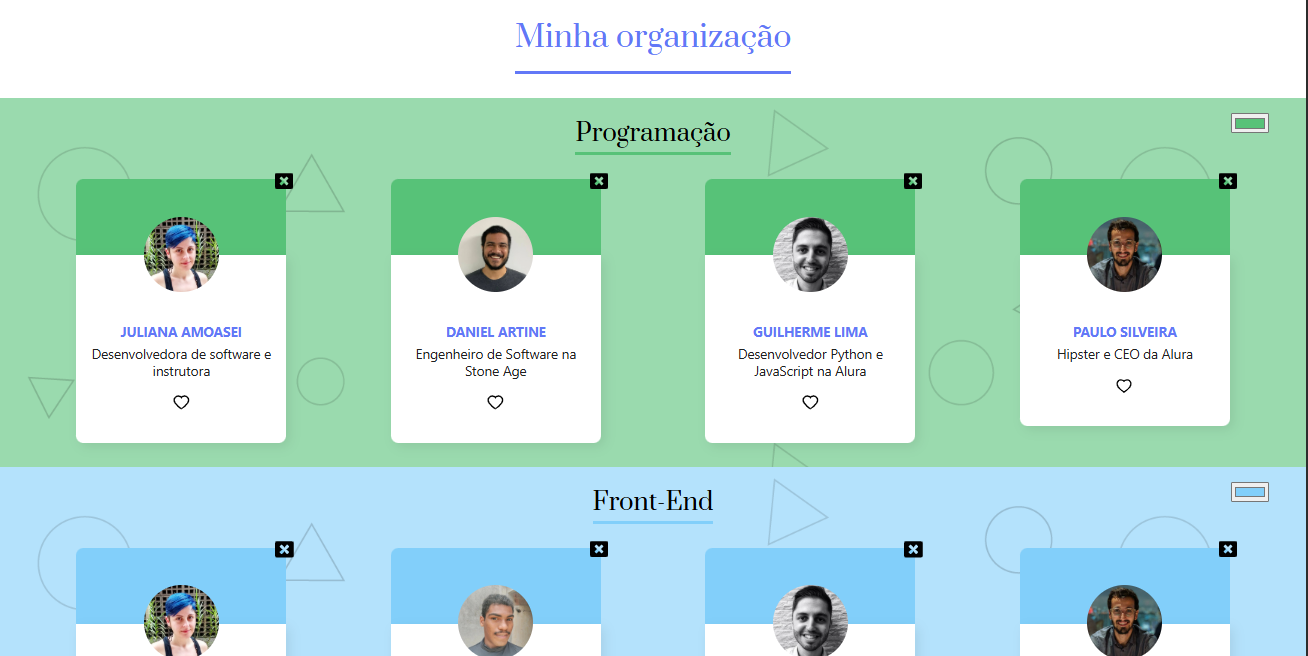 Minha organização
Programação
JULIANA AMOASEI
Desenvolvedora de software e
instrutora
DANIEL ARTINE
Engenheiro de Software na
Stone Age
GUILHERME LIMA
Desenvolvedor Python e
JavaScript na Alura
PAULO SILVEIRA
Hipster e CEO da Alura
Front-End